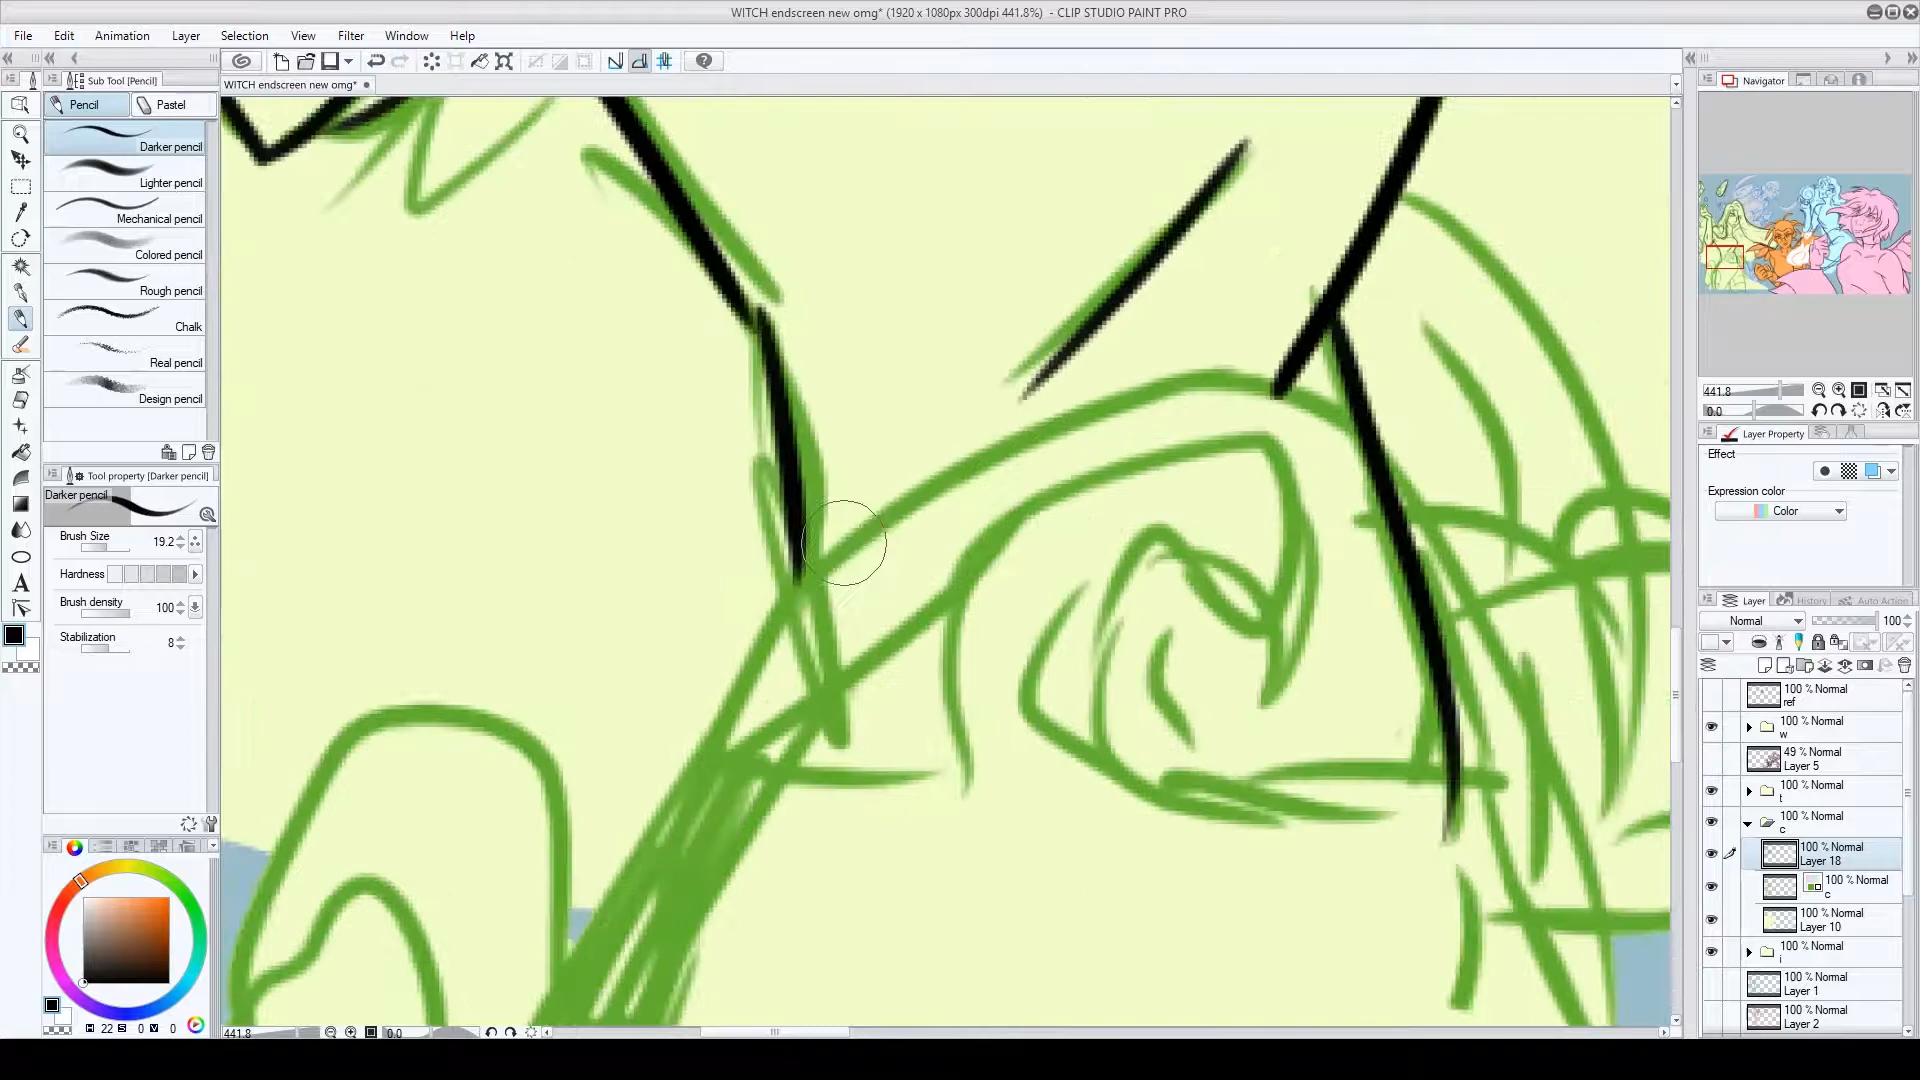 WITCH endscreen new omg* (1920 x 1080px 300dpi 441.8%) - CLIP STUDIO PAINT PRO
File Edit Animation Layer Selection View Filter Window Help
Sub Tool [Pencil]
WITCH endscreen new omg*
Navigator
Pencil Pastel
Darker pencil
Lighter pencil
Mechanical pencil
Colored pencil
Rough pencil
Chalk
Real pencil
Design pencil
Tool property [Darker pencil]
Darker pencil
Brush Size 19.2
Hardness
Brush density 100
Stabilization 8
H 22 S 0 V 0
441.8 0.0
441.8
0.0
Layer Property
Effect
Expression color
Color
Layer History Auto Action
Normal 100
100 % Normal
ref
100 % Normal
w
49 % Normal
Layer 5
100 % Normal
t
100 % Normal
c
100 % Normal
Layer 18
100 % Normal
c
100 % Normal
Layer 10
100 % Normal
i
100 % Normal
Layer 1
100 % Normal
Layer 2